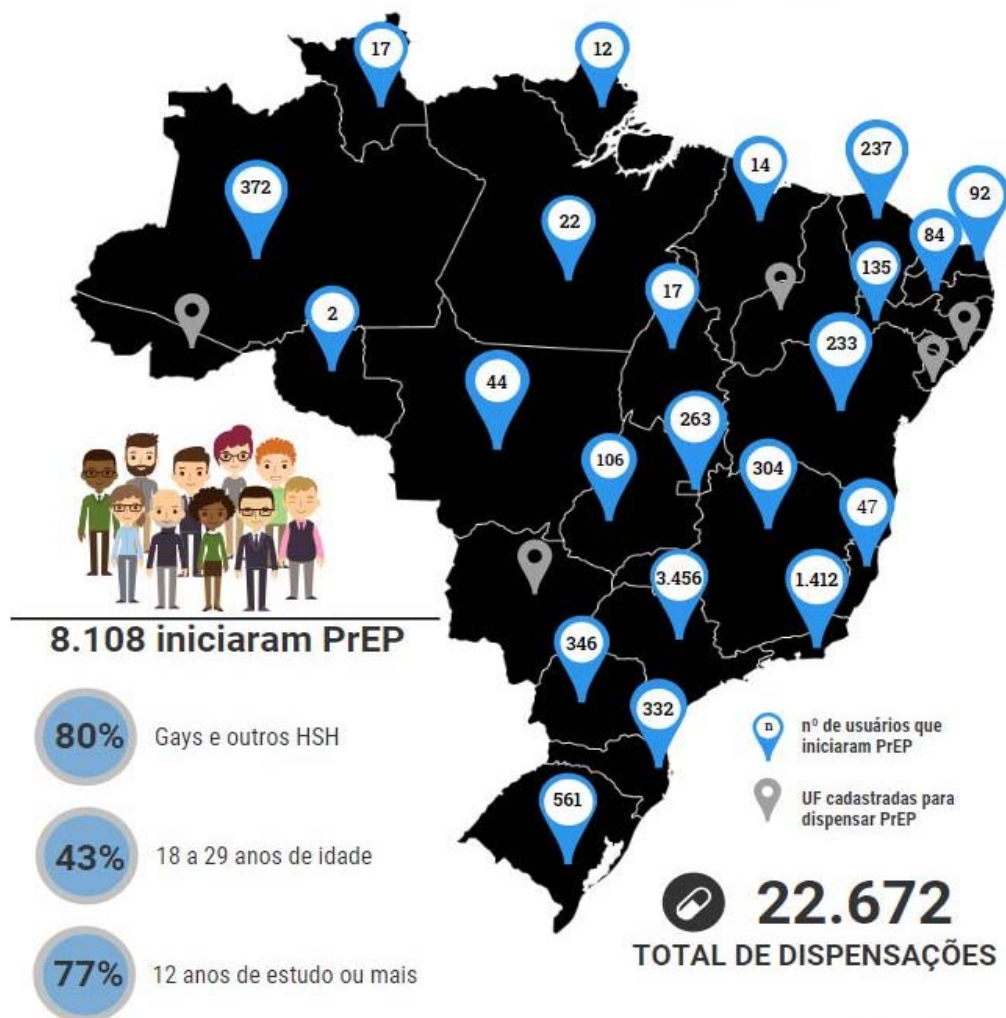 17
12
14
237
92
372
22
84
135
17
2
233
44
263
106
304
47
3.456
1.412
346
332
561
8.108 iniciaram PrEP
80%
Gays e outros HSH
43%
18 a 29 anos de idade
77%
12 anos de estudo ou mais
n
nº de usuários que
iniciaram PrEP
UF cadastradas para
dispensar PrEP
22.672
TOTAL DE DISPENSAÇÕES